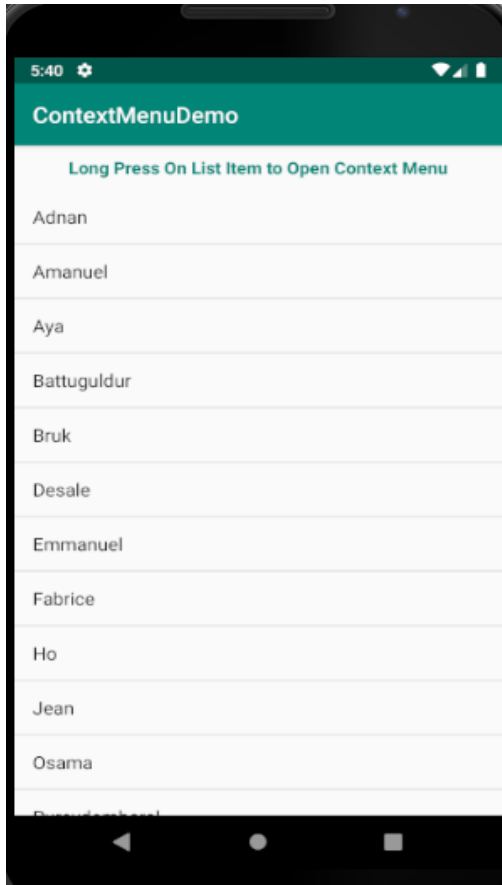 5:40
ContextMenuDemo
Long Press On List Item to Open Context Menu
Adnan
Amanuel
Aya
Battuguldur
Bruk
Desale
Emmanuel
Fabrice
Ho
Jean
Osama